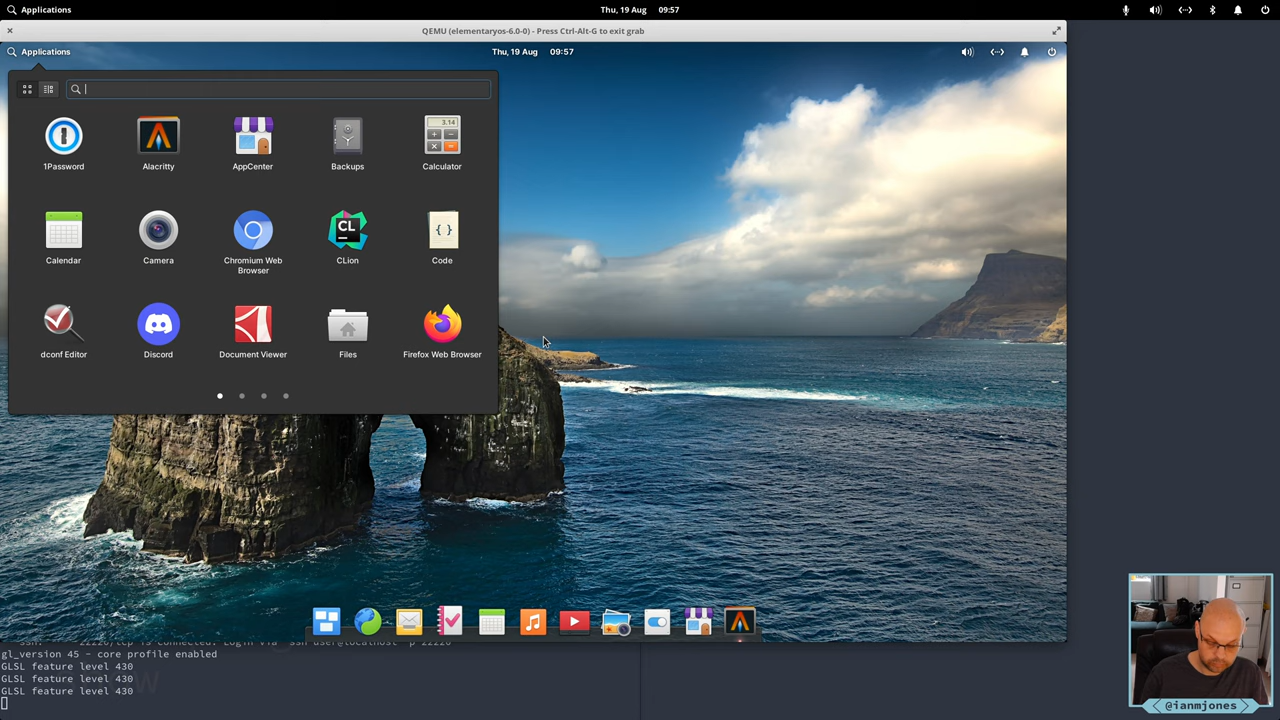 Applications
Thu, 19 Aug 09:57
QEMU (elementaryos-6.0-0) - Press Ctrl-Alt-G to exit grab
Applications
Thu, 19 Aug 09:57
3.14
1Password Alacritty AppCenter Backups Calculator
CL
{ }
Calendar Camera Chromium Web Browser CLion Code
dconf Editor Discord Document Viewer Files Firefox Web Browser
gl_version 45 - core profile enabled
GLSL feature level 430
GLSL feature level 430
GLSL feature level 430
@ianmjones